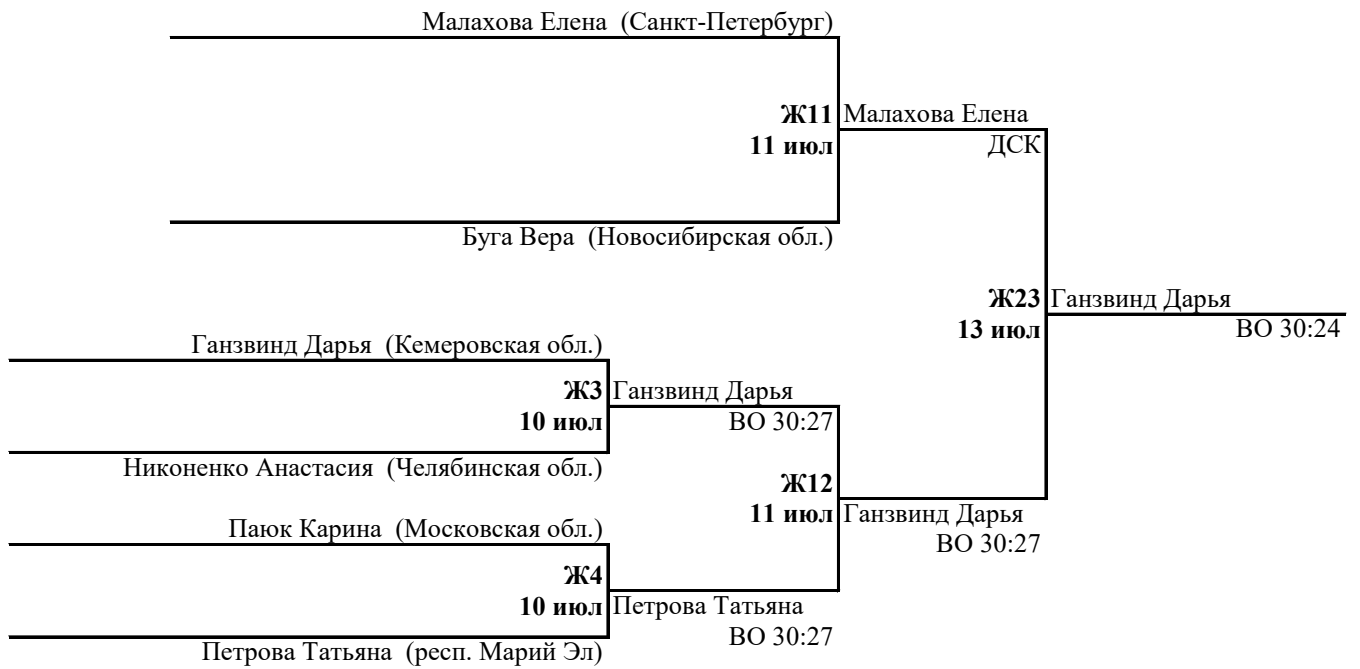 Малахова Елена (Санкт-Петербург)
Ж11 Малахова Елена
11 июл ДСК
Буга Вера (Новосибирская обл.)
Ж23 Ганзвинд Дарья
13 июл ВО 30:24
Ганзвинд Дарья (Кемеровская обл.)
Ж3 Ганзвинд Дарья
10 июл ВО 30:27
Никоненко Анастасия (Челябинская обл.)
Ж12
11 июл Ганзвинд Дарья
ВО 30:27
Паюк Карина (Московская обл.)
Ж4
10 июл Петрова Татьяна
ВО 30:27
Петрова Татьяна (респ. Марий Эл)